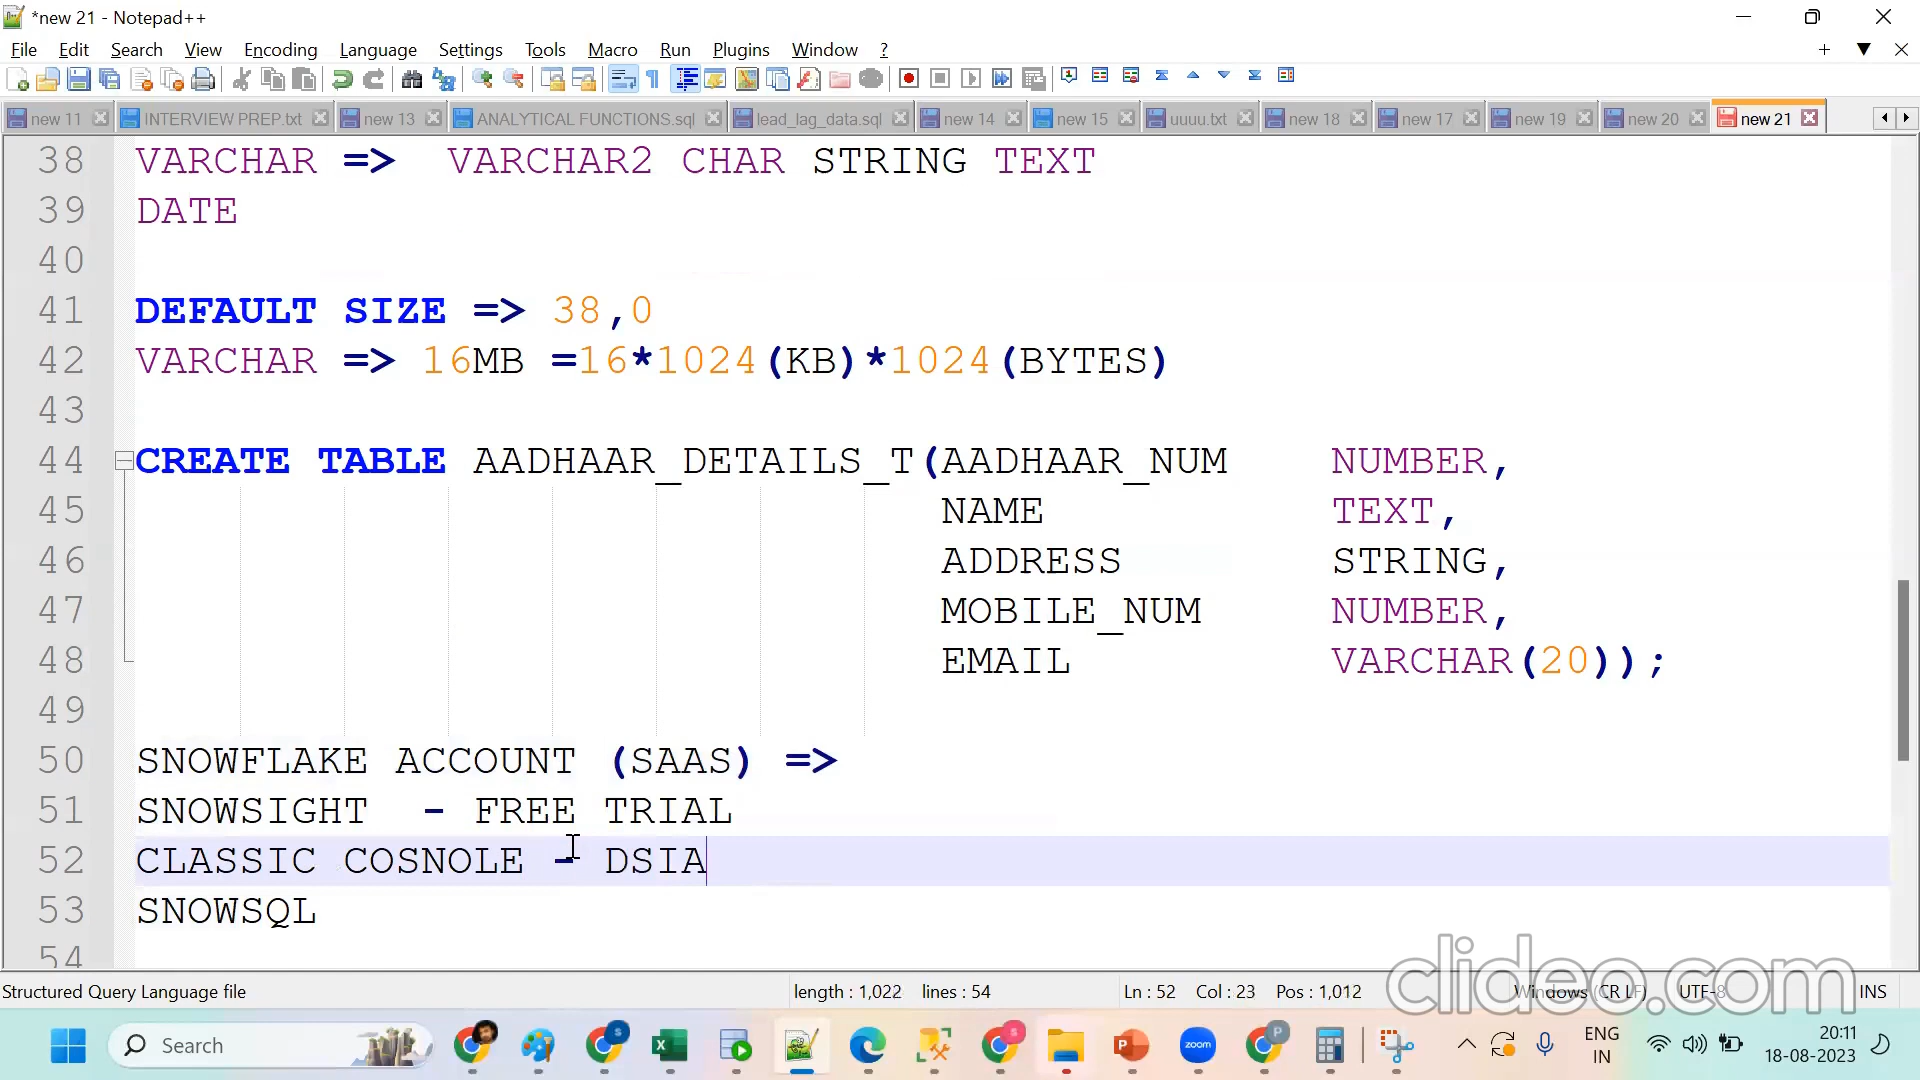 *new 21 - Notepad++
File Edit Search View Encoding Language Settings Tools Macro Run Plugins Window ?
new 11 INTERVIEW PREP.txt new 13 ANALYTICAL FUNCTIONS.sql lead_lag_data.sql new 14 new 15 uuuu.txt new 18 new 17 new 19 new 20 new 21
38 VARCHAR => VARCHAR2 CHAR STRING TEXT
39 DATE
40
41 DEFAULT SIZE => 38,0
42 VARCHAR => 16MB =16*1024(KB)*1024(BYTES)
43
44 CREATE TABLE AADHAAR_DETAILS_T(AADHAAR_NUM NUMBER,
45 NAME TEXT,
46 ADDRESS STRING,
47 MOBILE_NUM NUMBER,
48 EMAIL VARCHAR(20));
49
50 SNOWFLAKE ACCOUNT (SAAS) =>
51 SNOWSIGHT - FREE TRIAL
52 CLASSIC COSNOLE - DSIA
53 SNOWSQL
54
clideo.com
Structured Query Language file length : 1,022 lines : 54 Ln : 52 Col : 23 Pos : 1,012 Windows (CR LF) UTF-8 INS
Search zoom ENG IN 20:11 18-08-2023